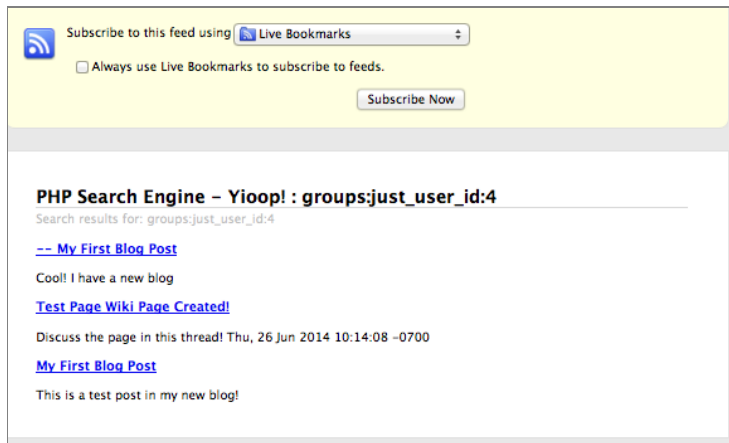 Subscribe to this feed using Live Bookmarks
Always use Live Bookmarks to subscribe to feeds.
Subscribe Now
PHP Search Engine - Yioop! : groups:just_user_id:4
Search results for: groups:just_user_id:4
-- My First Blog Post
Cool! I have a new blog
Test Page Wiki Page Created!
Discuss the page in this thread! Thu, 26 Jun 2014 10:14:08 -0700
My First Blog Post
This is a test post in my new blog!